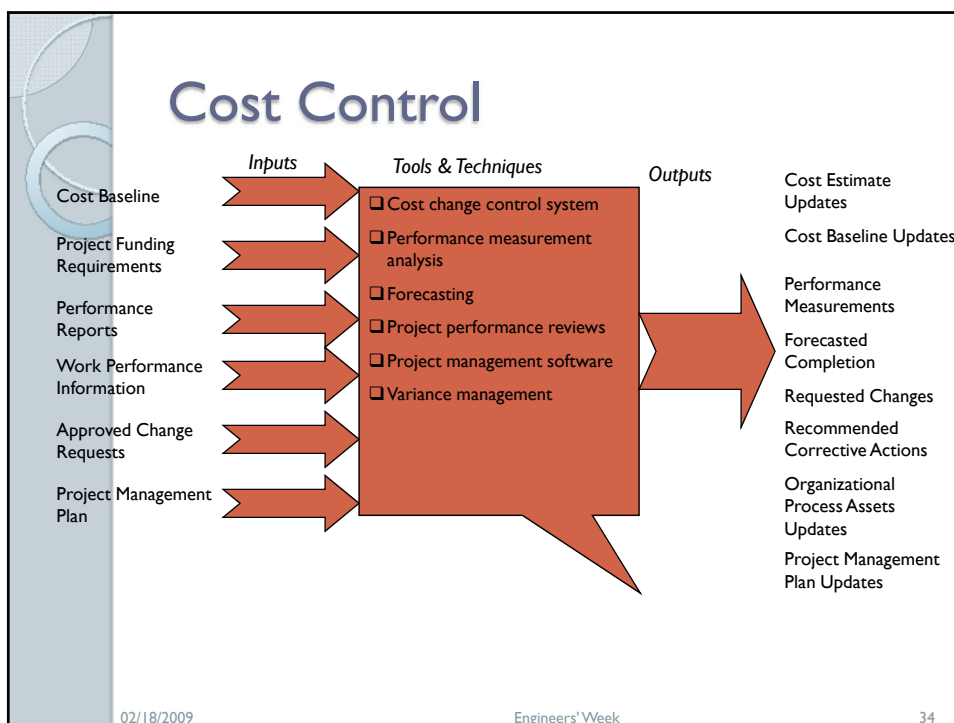 Cost Control
Inputs
Cost Baseline
Project Funding
Requirements
Performance
Reports
Work Performance
Information
Approved Change
Requests
Project Management
Plan
Tools & Techniques
❑ Cost change control system
❑ Performance measurement
analysis
❑ Forecasting
❑ Project performance reviews
❑ Project management software
❑ Variance management
Outputs
Cost Estimate
Updates
Cost Baseline Updates
Performance
Measurements
Forecasted
Completion
Requested Changes
Recommended
Corrective Actions
Organizational
Process Assets
Updates
Project Management
Plan Updates
02/18/2009
Engineers' Week
34